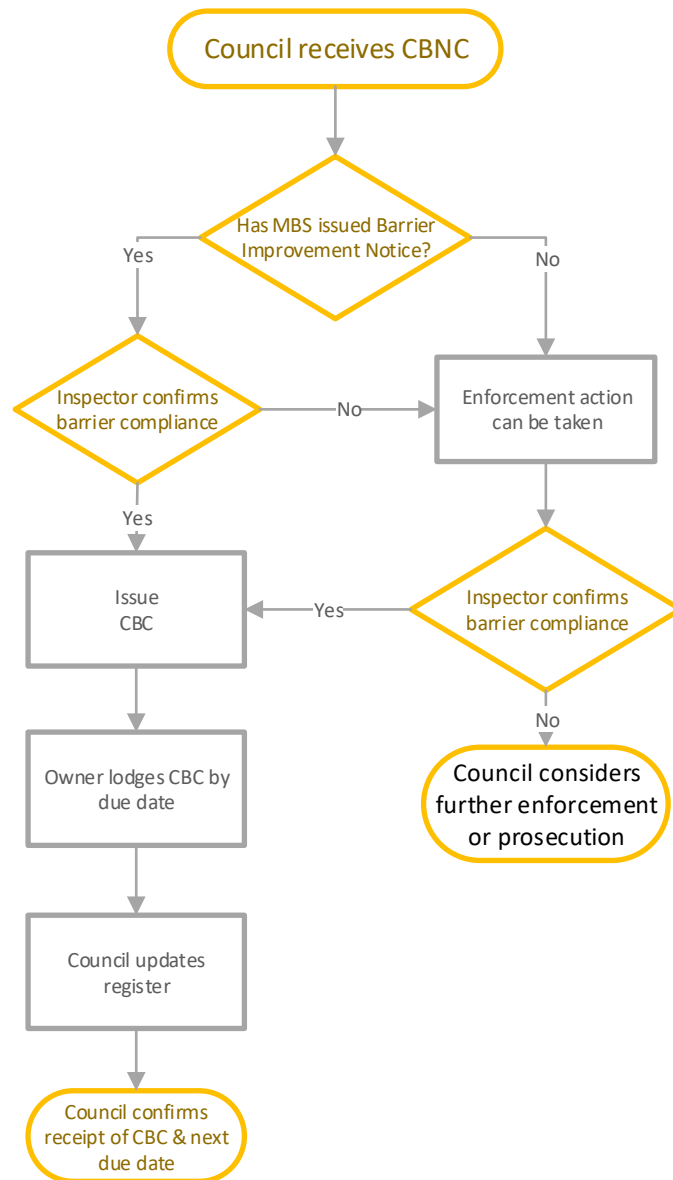 Council receives CBNC
Has MBS issued Barrier
Improvement Notice?
Yes
No
Inspector confirms
barrier compliance
No
Enforcement action
can be taken
Yes
Issue
CBC
Yes
Inspector confirms
barrier compliance
No
Owner lodges CBC by
due date
Council considers
further enforcement
or prosecution
Council updates
register
Council confirms
receipt of CBC & next
due date